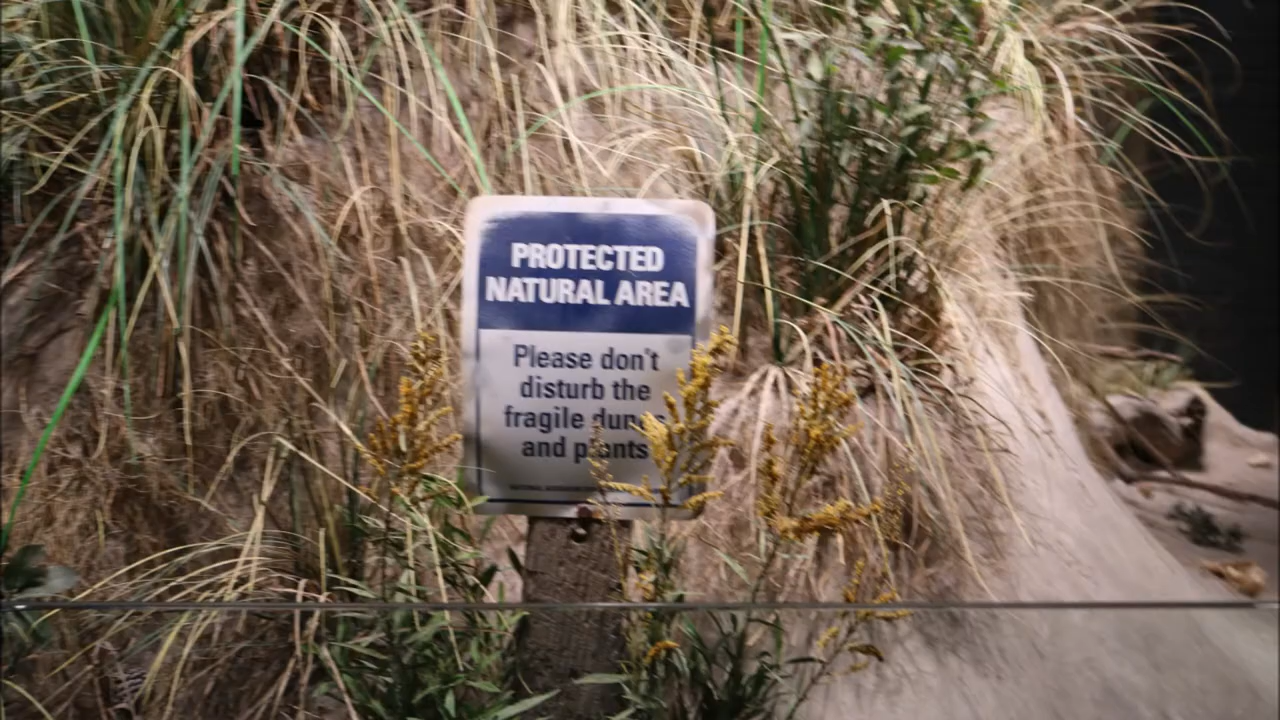 PROTECTED
NATURAL AREA
Please don't
disturb the
fragile dunes
and plants